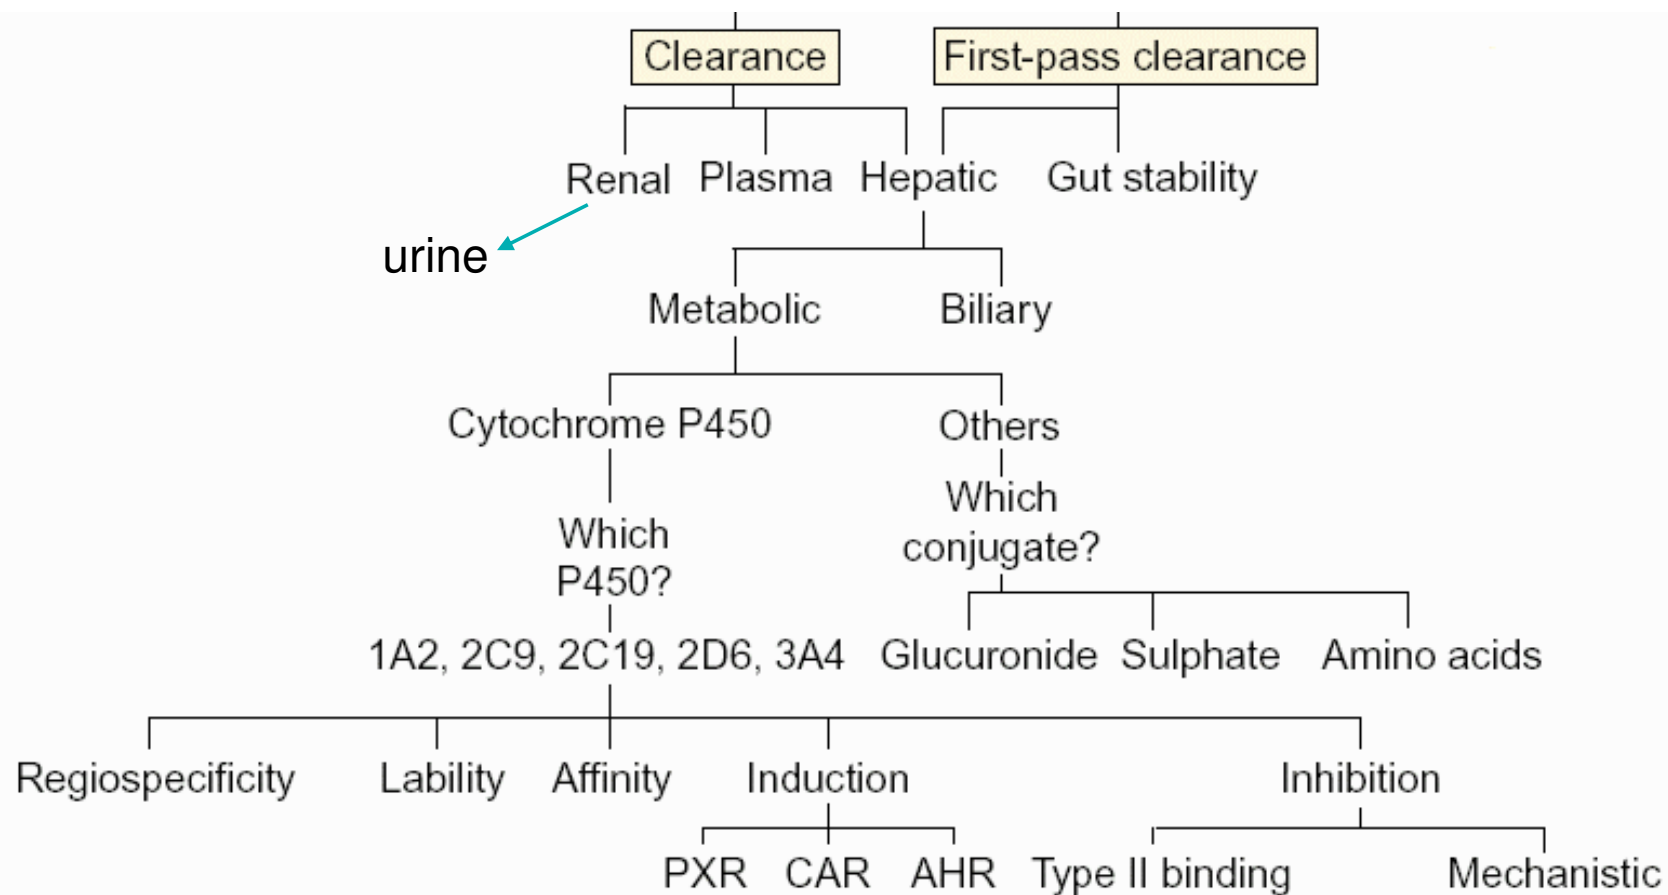 Clearance
First-pass clearance
Renal
Plasma
Hepatic
Gut stability
urine
Metabolic
Biliary
Cytochrome P450
Others
Which
P450?
Which
conjugate?
1A2, 2C9, 2C19, 2D6, 3A4
Glucuronide
Sulphate
Amino acids
Regiospecificity
Lability
Affinity
Induction
Inhibition
PXR
CAR
AHR
Type II binding
Mechanistic